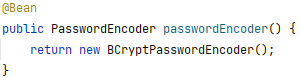 @Bean
public PasswordEncoder passwordEncoder() {
    return new BCryptPasswordEncoder();
}